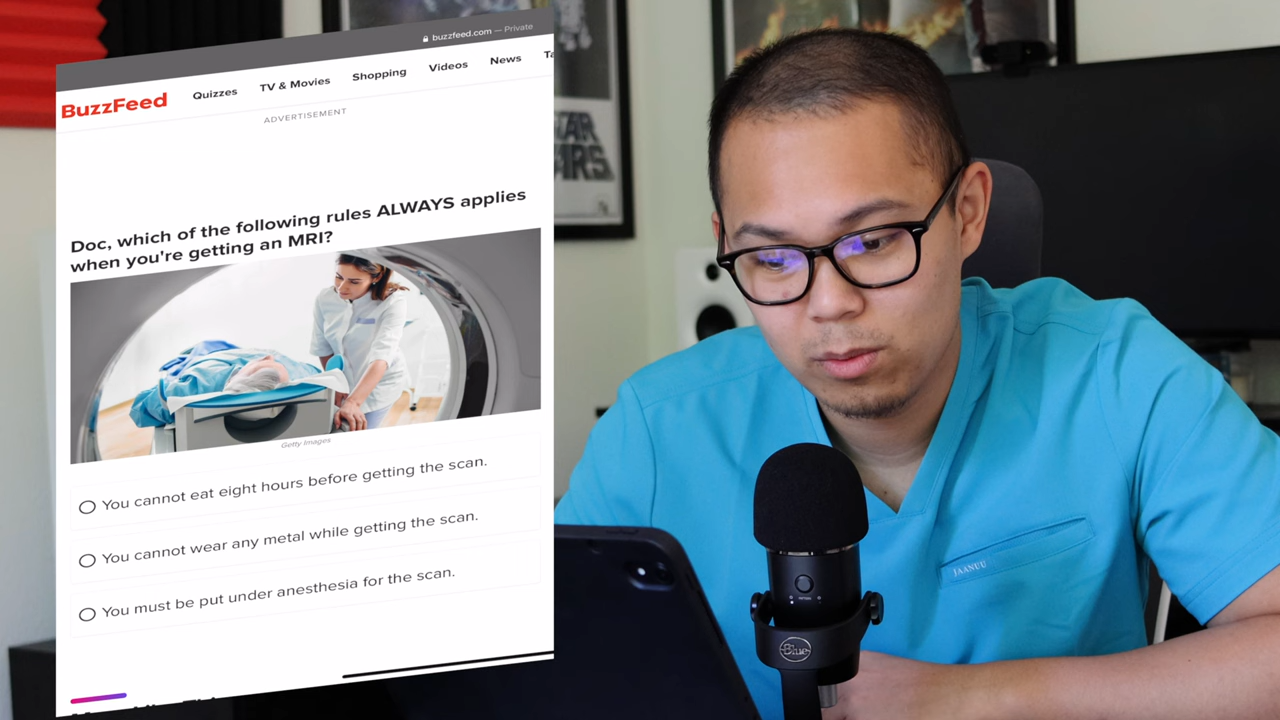 buzzfeed.com — Private
BuzzFeed
Quizzes
TV & Movies
Shopping
Videos
News
ADVERTISEMENT
Doc, which of the following rules ALWAYS applies
when you're getting an MRI?
Getty Images
You cannot eat eight hours before getting the scan.
You cannot wear any metal while getting the scan.
You must be put under anesthesia for the scan.
STAR
WARS
JAANUU
Blue